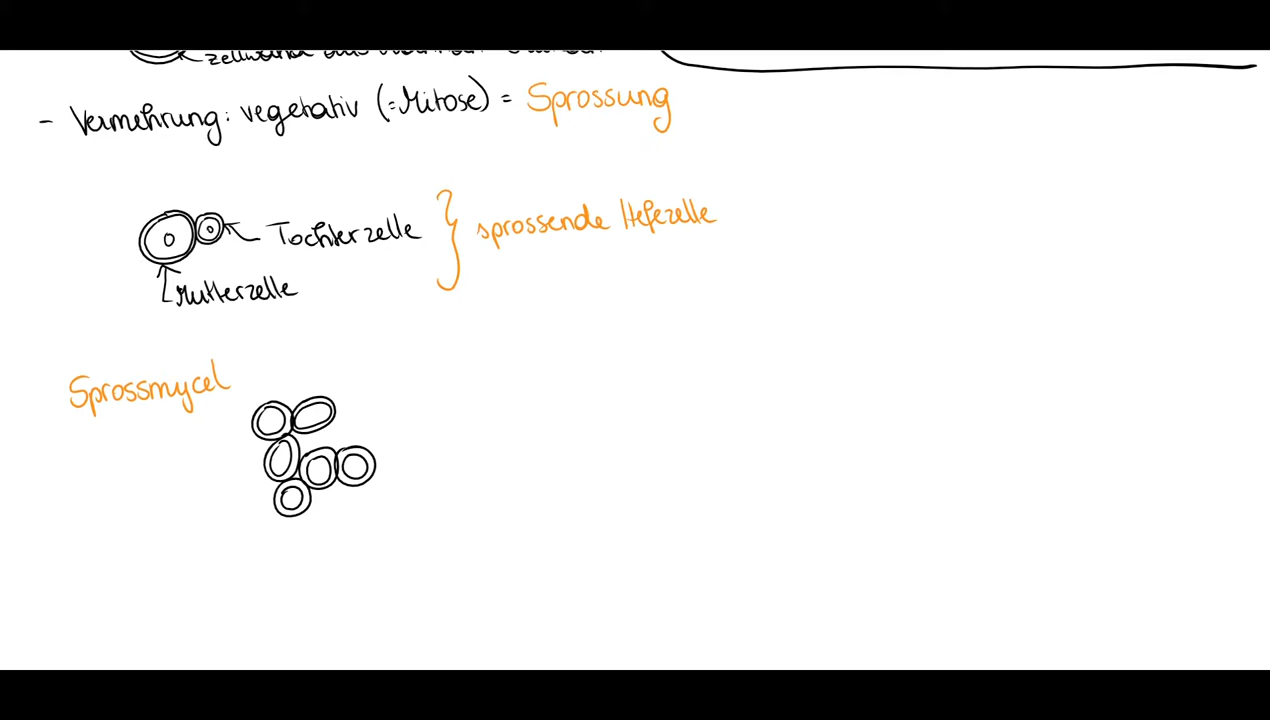 - Vermehrung: vegetativ (=Mitose) = Sprossung
Tochterzelle
sprossende Hefezelle
Mutterzelle
Sprossmycel